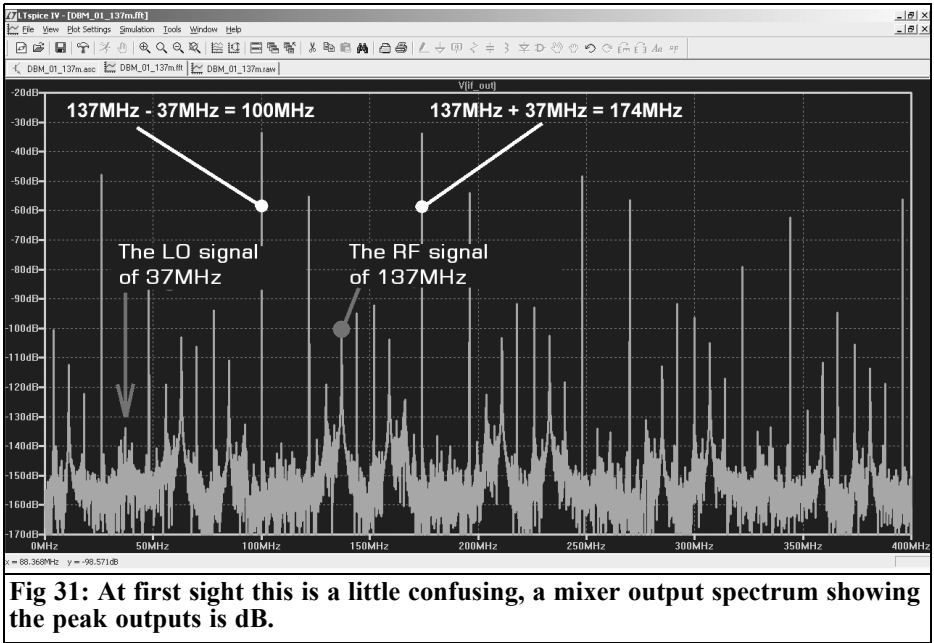 LTspice IV - [DBM_01_137m.fft]
File View Plot Settings Simulation Tools Window Help
DBM_01_137m.asc DBM_01_137m.fft DBM_01_137m.raw
V[if_out]
-20dB
137MHz - 37MHz = 100MHz 137MHz + 37MHz = 174MHz
-30dB
-40dB
-50dB
-60dB
-70dB
The LO signal
of 37MHz
The RF signal
of 137MHz
-80dB
-90dB
-100dB
-110dB
-120dB
-130dB
-140dB
-150dB
-160dB
-170dB
0MHz 50MHz 100MHz 150MHz 200MHz 250MHz 300MHz 350MHz 400MHz
x = 88.368MHz y = -98.571dB
Fig 31: At first sight this is a little confusing, a mixer output spectrum showing
the peak outputs is dB.